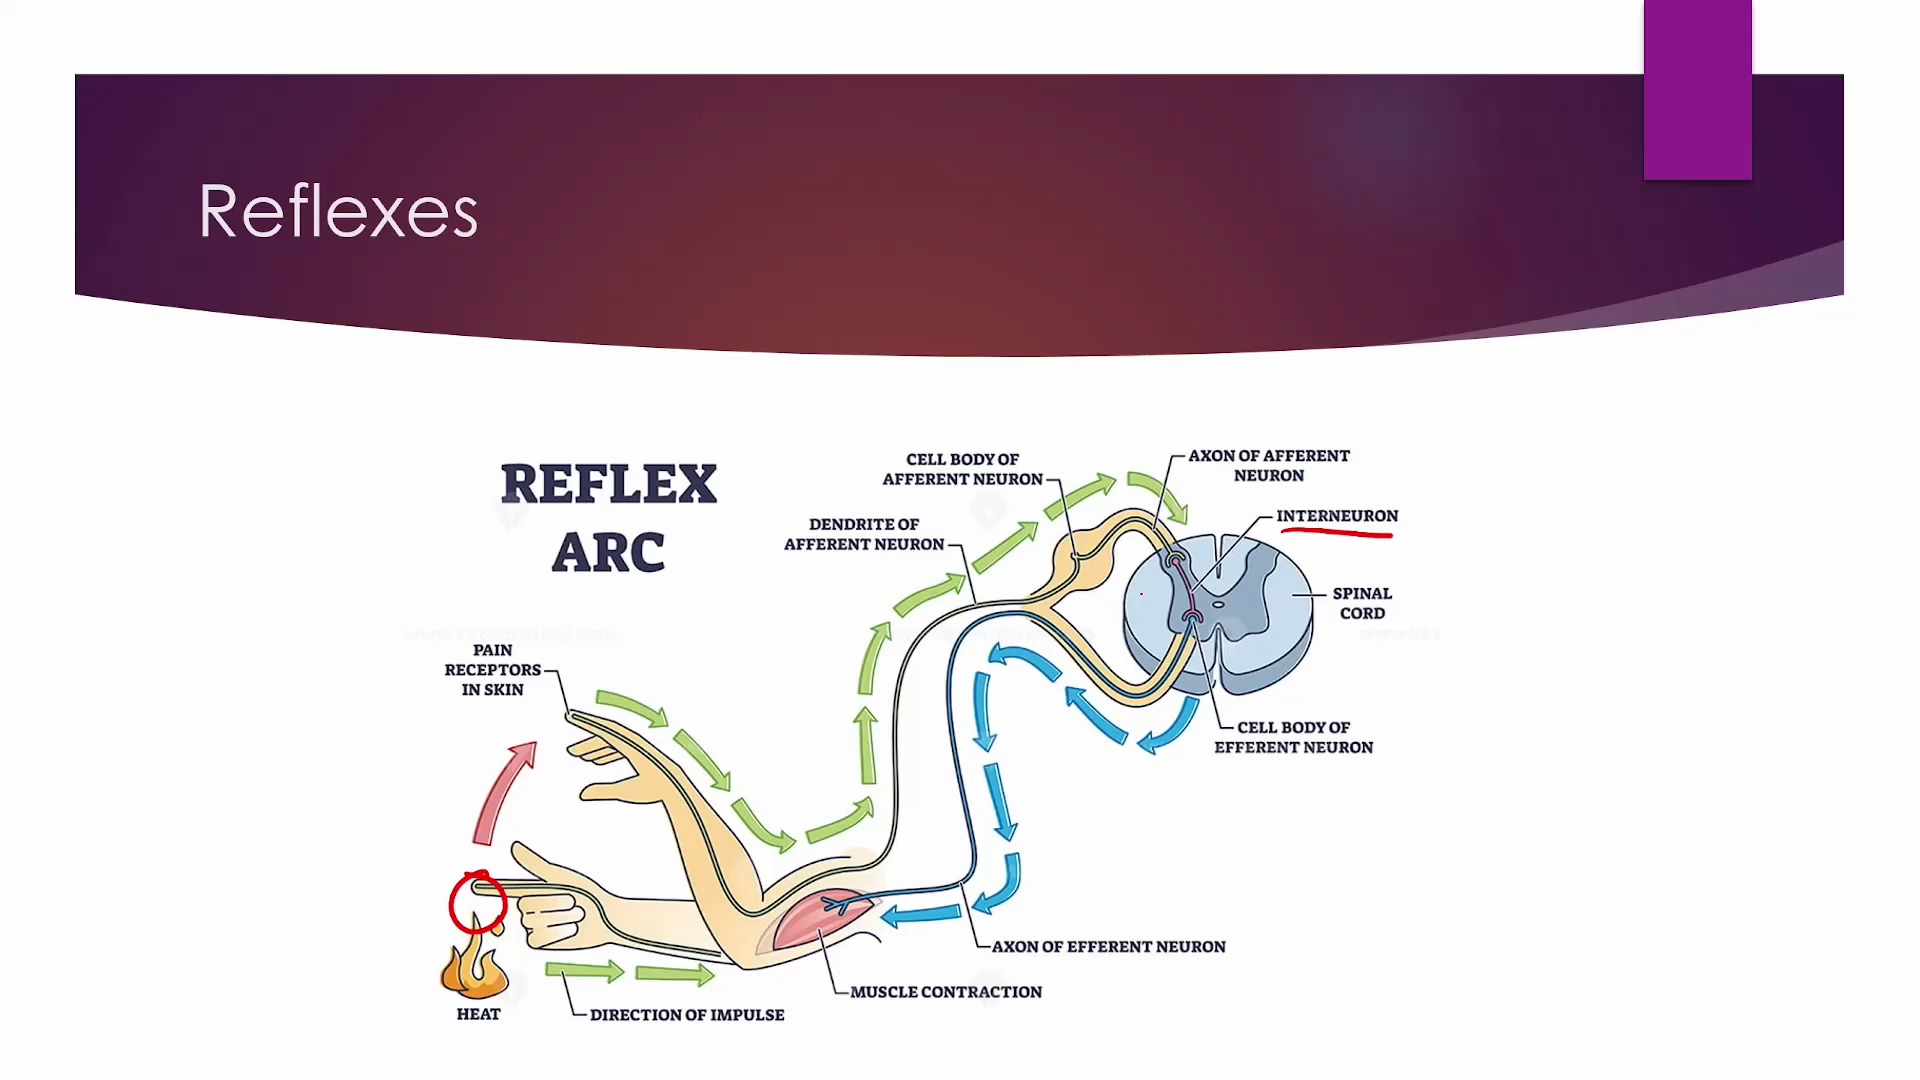 Reflexes
REFLEX
ARC
CELL BODY OF
AFFERENT NEURON
AXON OF AFFERENT
NEURON
DENDRITE OF
AFFERENT NEURON
INTERNEURON
SPINAL
CORD
PAIN
RECEPTORS
IN SKIN
CELL BODY OF
EFFERENT NEURON
AXON OF EFFERENT NEURON
MUSCLE CONTRACTION
HEAT
DIRECTION OF IMPULSE